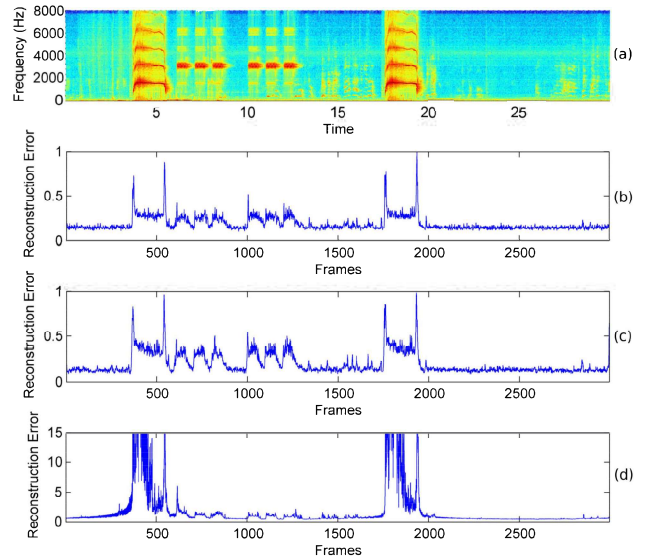 8000
6000
4000
2000
0
Frequency (Hz)
5
10
15
20
25
Time
(a)
1
0.5
0
Reconstruction Error
500
1000
1500
2000
2500
Frames
(b)
1
0.5
0
Reconstruction Error
500
1000
1500
2000
2500
Frames
(c)
15
10
5
0
Reconstruction Error
500
1000
1500
2000
2500
Frames
(d)